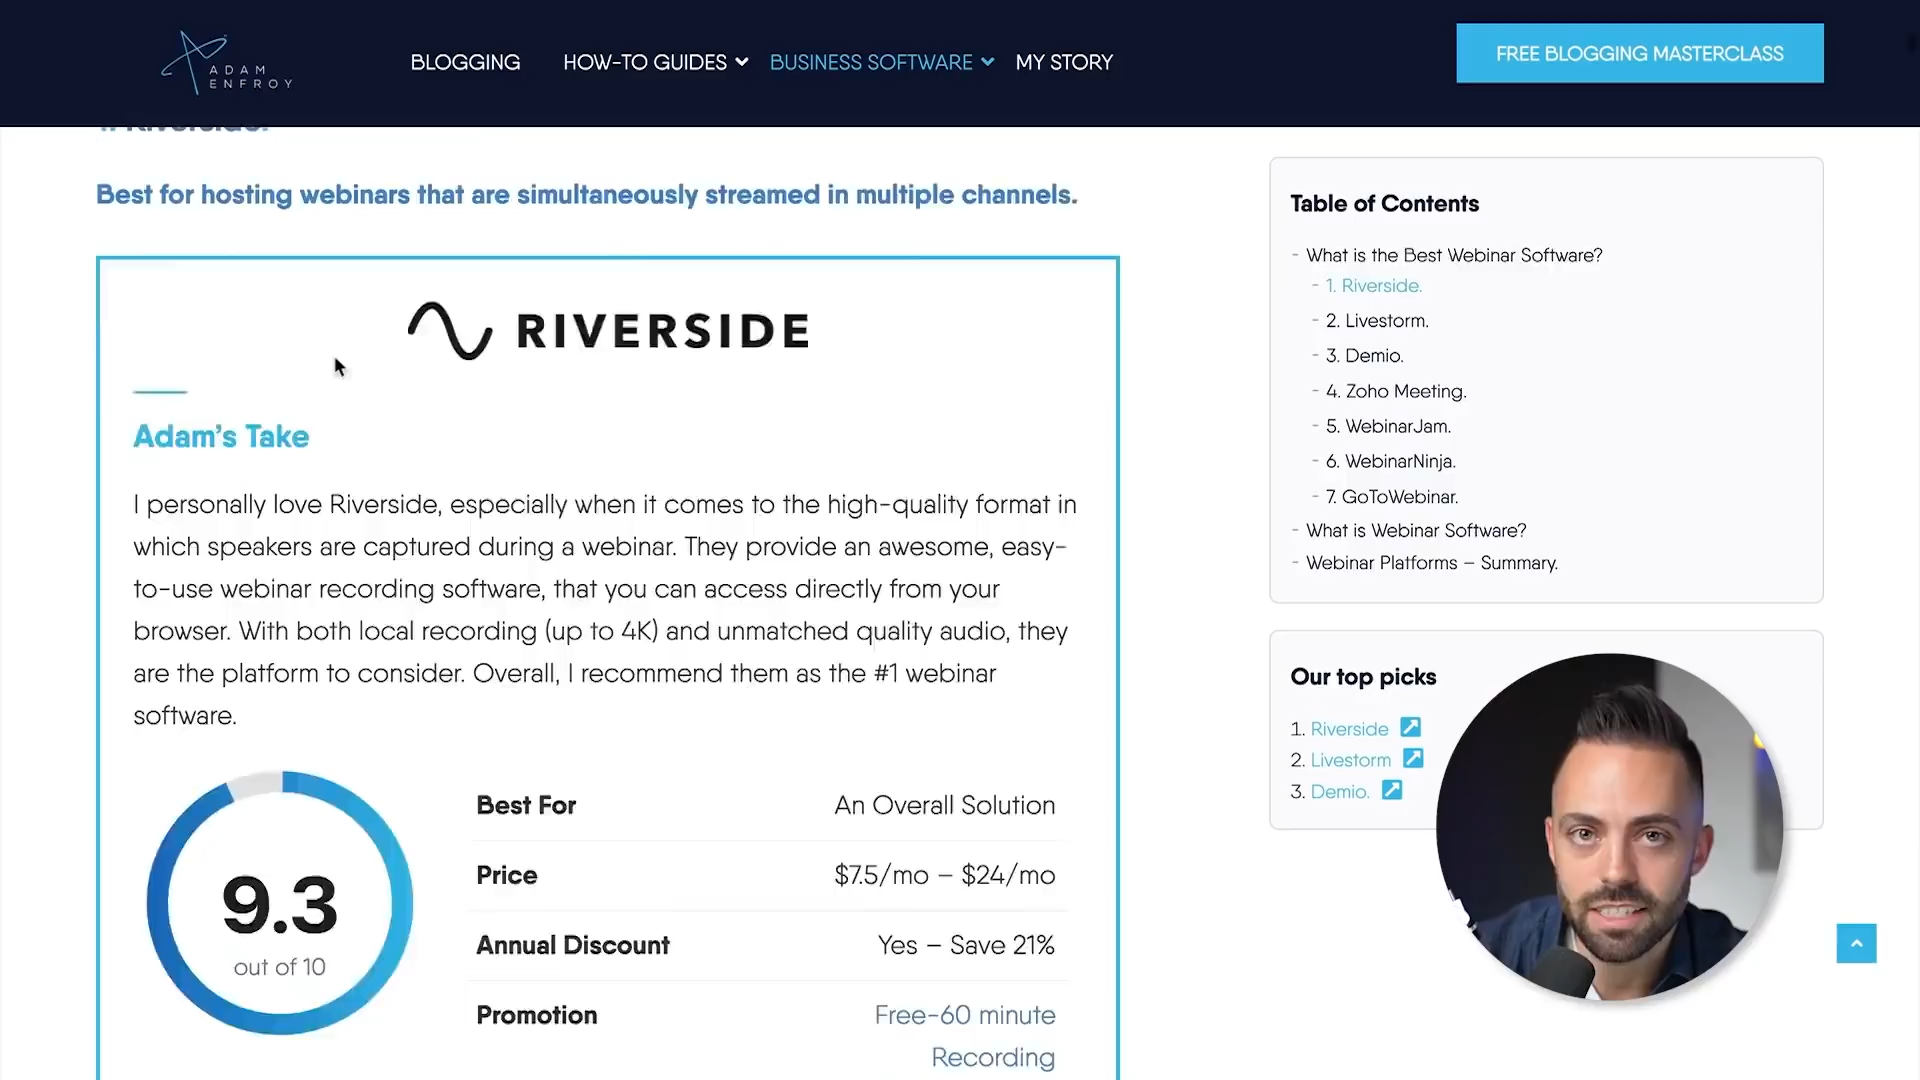 ADAM
ENFROY
BLOGGING
HOW-TO GUIDES
BUSINESS SOFTWARE
MY STORY
FREE BLOGGING MASTERCLASS
Best for hosting webinars that are simultaneously streamed in multiple channels.
RIVERSIDE
Adam's Take
I personally love Riverside, especially when it comes to the high-quality format in
which speakers are captured during a webinar. They provide an awesome, easy-
to-use webinar recording software, that you can access directly from your
browser. With both local recording (up to 4K) and unmatched quality audio, they
are the platform to consider. Overall, I recommend them as the #1 webinar
software.
9.3
out of 10
Best For An Overall Solution
Price $7.5/mo – $24/mo
Annual Discount Yes – Save 21%
Promotion Free-60 minute
Recording
Table of Contents
- What is the Best Webinar Software?
- 1. Riverside.
- 2. Livestorm.
- 3. Demio.
- 4. Zoho Meeting.
- 5. WebinarJam.
- 6. WebinarNinja.
- 7. GoToWebinar.
- What is Webinar Software?
- Webinar Platforms – Summary.
Our top picks
1. Riverside
2. Livestorm
3. Demio.